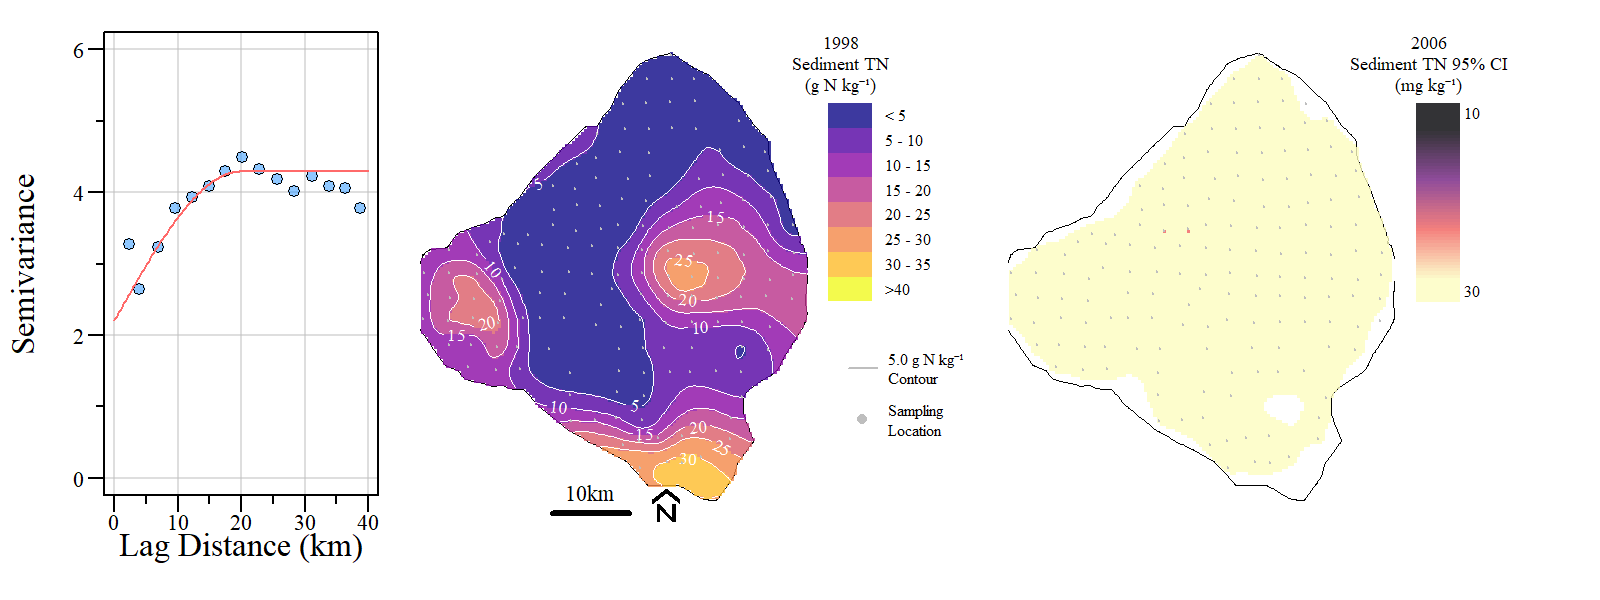 6
4
2
0
Semivariance
0 10 20 30 40
Lag Distance (km)
1998
Sediment TN
(g N kg⁻¹)
< 5
5 - 10
10 - 15
15 - 20
20 - 25
25 - 30
30 - 35
>40
5
15
10
25
20
20
15
10
10
5
15
20
25
30
5.0 g N kg⁻¹
Contour
Sampling
Location
10km
N
2006
Sediment TN 95% CI
(mg kg⁻¹)
10
30